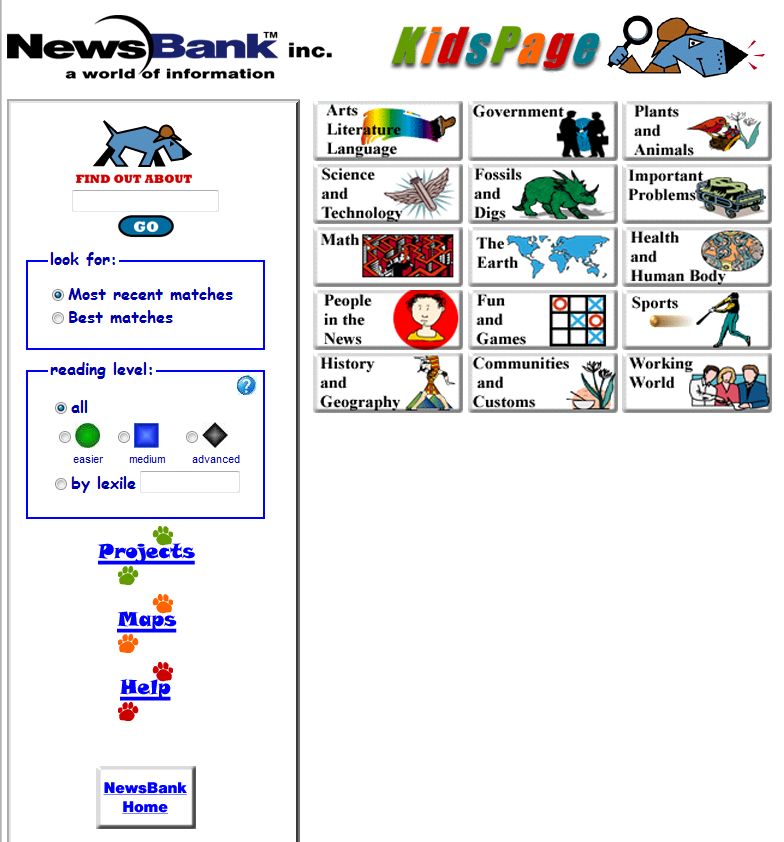 NewsBank™ inc.
a world of information
KidsPage
FIND OUT ABOUT
GO
look for:
Most recent matches
Best matches
reading level:
?
all
easier medium advanced
by lexile
Projects
Maps
Help
NewsBank
Home
Arts
Literature
Language
Government
Plants
and
Animals
Science
and
Technology
Fossils
and
Digs
Important
Problems
Math
The
Earth
Health
and
Human Body
People
in the
News
Fun
and
Games
Sports
History
and
Geography
Communities
and
Customs
Working
World